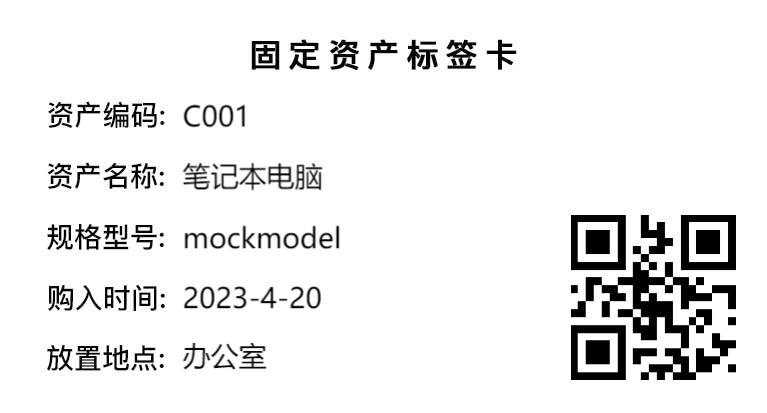 固定资产标签卡
资产编码: C001
资产名称: 笔记本电脑
规格型号: mockmodel
购入时间: 2023-4-20
放置地点: 办公室